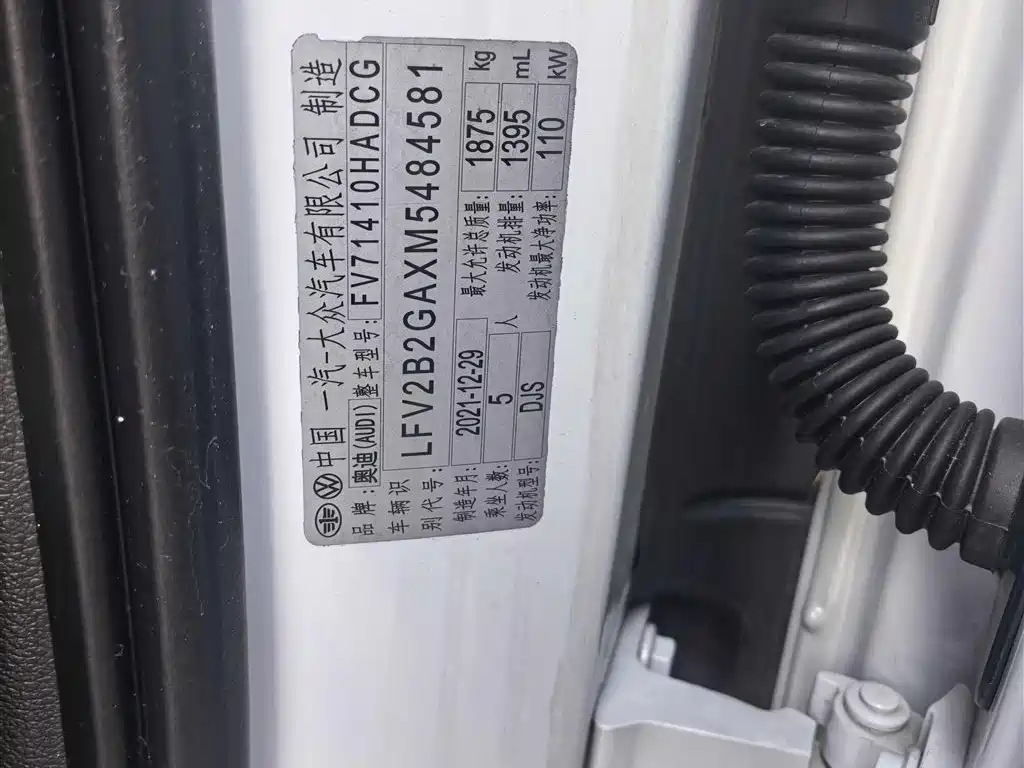 中国 一汽-大众汽车有限公司 制造
品牌: 奥迪(AUDI) 整车型号: FV71410HADCG
车辆识
别代号: LFV2B2GAXM5484581
制造年月: 2021-12-29 最大允许总质量: 1875 kg
乘坐人数: 5 人 发动机排量: 1395 mL
发动机型号: DJS 发动机最大净功率: 110 kW